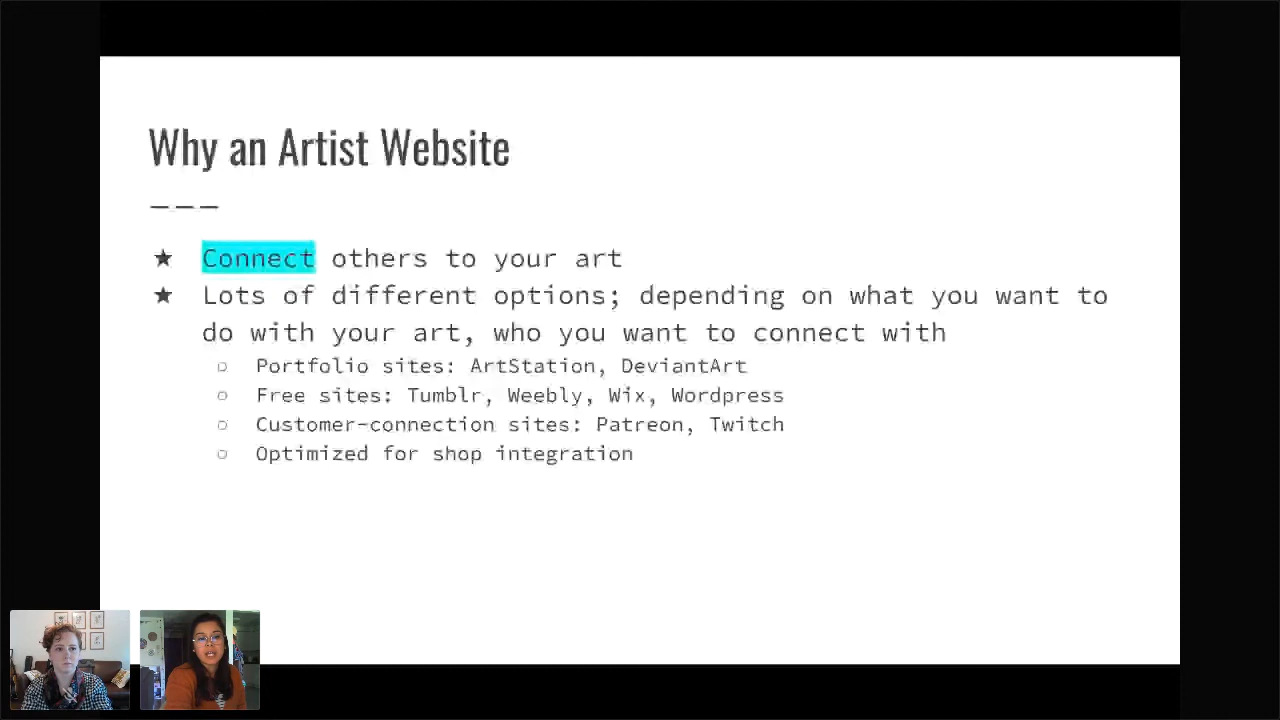 Why an Artist Website
★ Connect others to your art
★ Lots of different options; depending on what you want to
do with your art, who you want to connect with
○ Portfolio sites: ArtStation, DeviantArt
○ Free sites: Tumblr, Weebly, Wix, Wordpress
○ Customer-connection sites: Patreon, Twitch
○ Optimized for shop integration